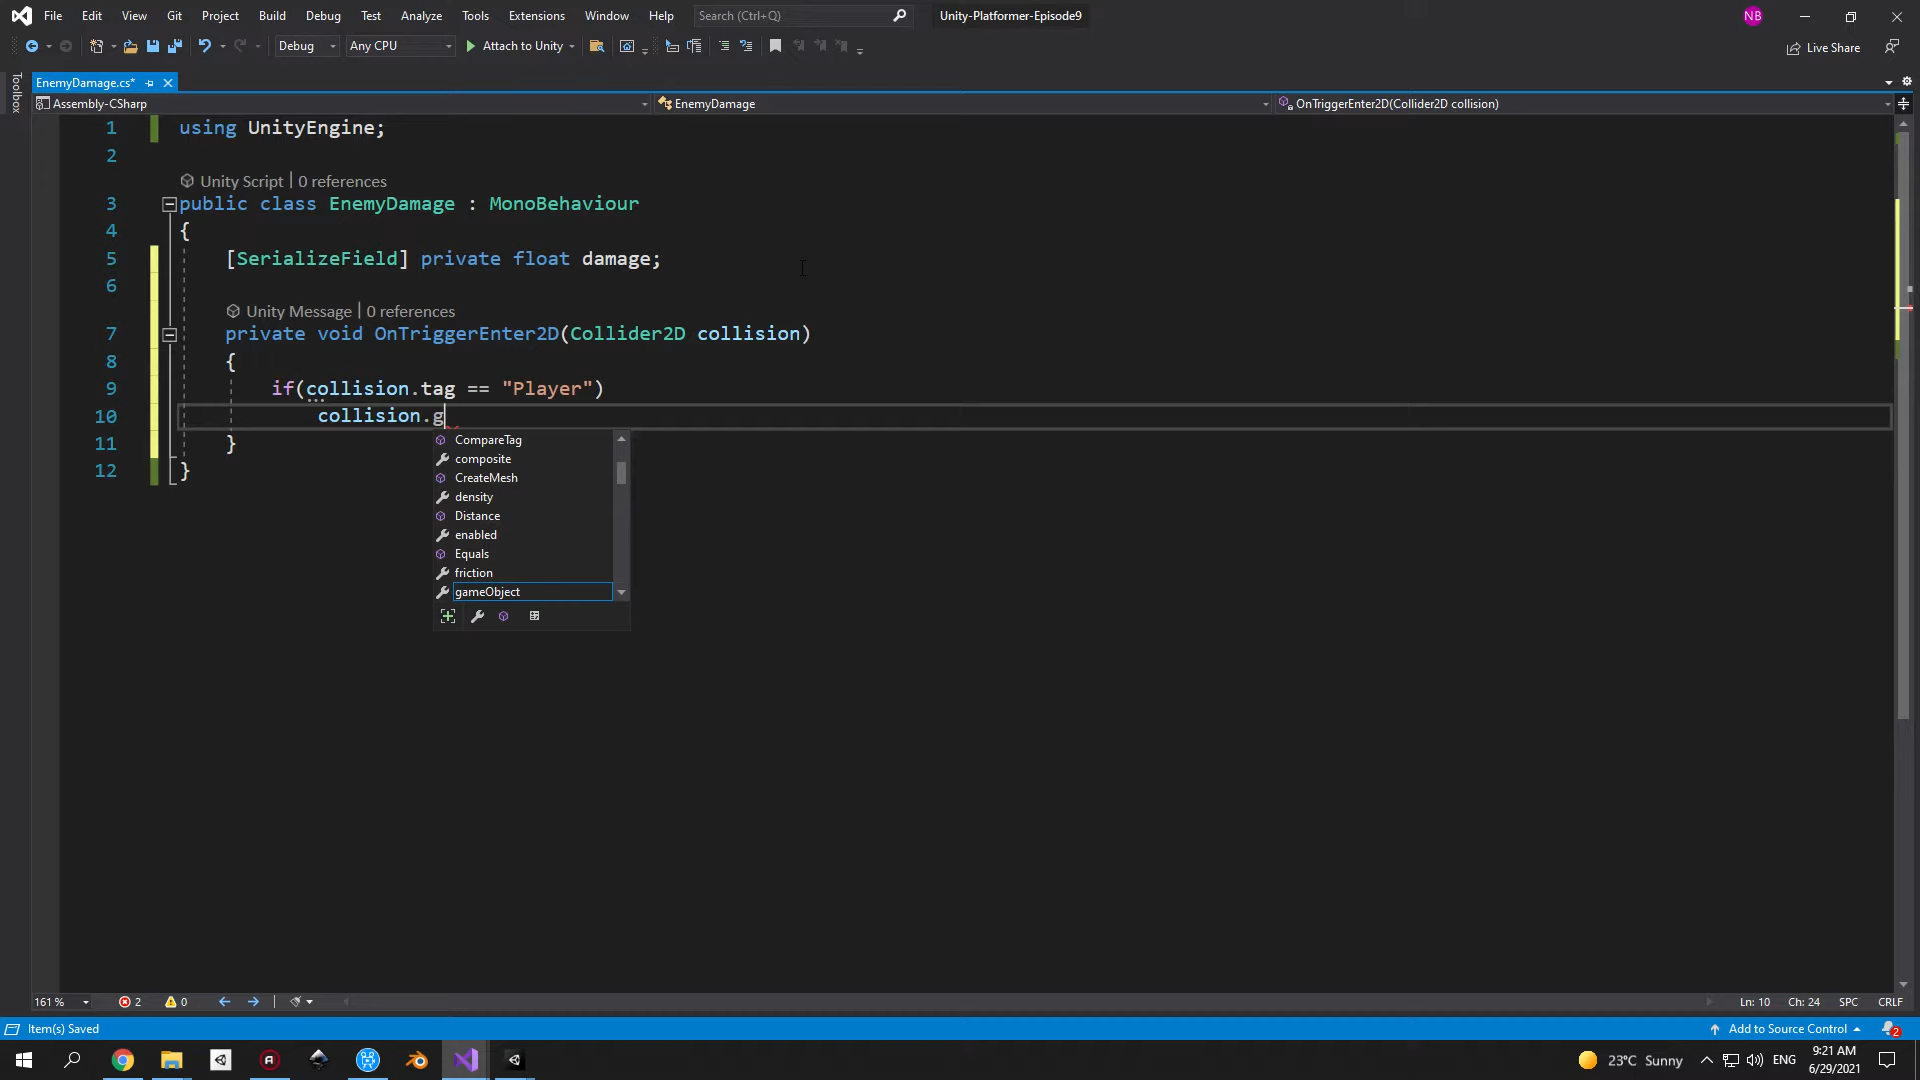 File Edit View Git Project Build Debug Test Analyze Tools Extensions Window Help Search (Ctrl+Q) Unity-Platformer-Episode9 NB
Debug Any CPU Attach to Unity Live Share
Toolbox
EnemyDamage.cs*
Assembly-CSharp EnemyDamage OnTriggerEnter2D(Collider2D collision)
1 using UnityEngine;
2
Unity Script | 0 references
3 public class EnemyDamage : MonoBehaviour
4 {
5 [SerializeField] private float damage;
6
Unity Message | 0 references
7 private void OnTriggerEnter2D(Collider2D collision)
8 {
9 if(collision.tag == "Player")
10 collision.g
11 }
12 }
CompareTag
composite
CreateMesh
density
Distance
enabled
Equals
friction
gameObject
161 % 2 0 Ln: 10 Ch: 24 SPC CRLF
Item(s) Saved Add to Source Control 2
23°C Sunny ENG 9:21 AM
6/29/2021